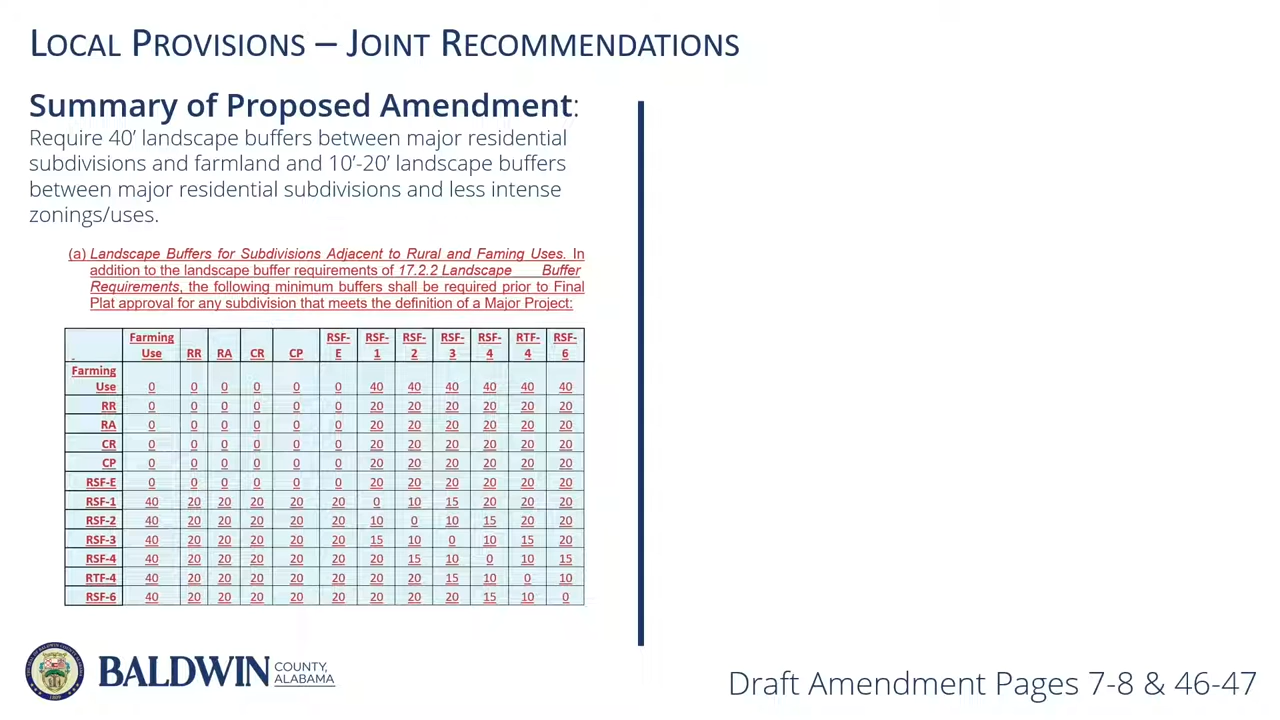 LOCAL PROVISIONS – JOINT RECOMMENDATIONS
Summary of Proposed Amendment:
Require 40' landscape buffers between major residential
subdivisions and farmland and 10'-20' landscape buffers
between major residential subdivisions and less intense
zonings/uses.
(a) Landscape Buffers for Subdivisions Adjacent to Rural and Faming Uses. In
addition to the landscape buffer requirements of 17.2.2 Landscape Buffer
Requirements, the following minimum buffers shall be required prior to Final
Plat approval for any subdivision that meets the definition of a Major Project:
Farming Use RR RA CR CP RSF-E RSF-1 RSF-2 RSF-3 RSF-4 RTF-4 RSF-6
Farming Use 0 0 0 0 0 0 40 40 40 40 40 40
RR 0 0 0 0 0 0 20 20 20 20 20 20
RA 0 0 0 0 0 0 20 20 20 20 20 20
CR 0 0 0 0 0 0 20 20 20 20 20 20
CP 0 0 0 0 0 0 20 20 20 20 20 20
RSF-E 0 0 0 0 0 0 20 20 20 20 20 20
RSF-1 40 20 20 20 20 20 0 10 15 20 20 20
RSF-2 40 20 20 20 20 20 10 0 10 15 20 20
RSF-3 40 20 20 20 20 20 15 10 0 10 15 20
RSF-4 40 20 20 20 20 20 20 15 10 0 10 15
RTF-4 40 20 20 20 20 20 20 20 15 10 0 10
RSF-6 40 20 20 20 20 20 20 20 20 15 10 0
BALDWIN COUNTY, ALABAMA
Draft Amendment Pages 7-8 & 46-47